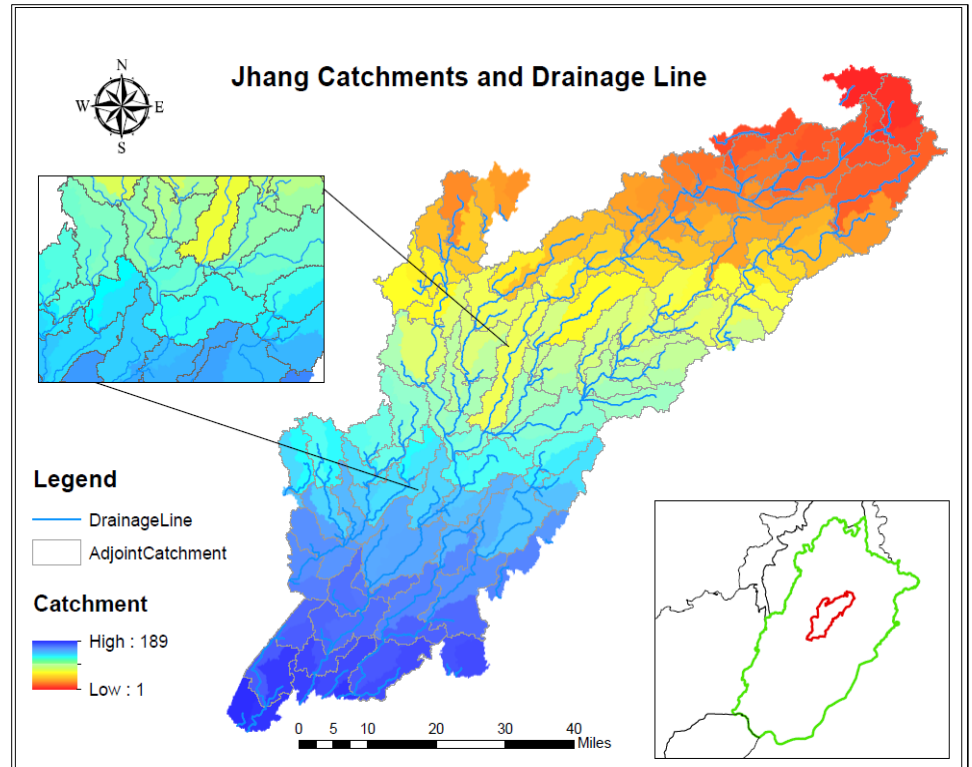 Jhang Catchments and Drainage Line
N
W E
S
Legend
DrainageLine
AdjointCatchment
Catchment
High : 189
Low : 1
0 5 10 20 30 40
Miles